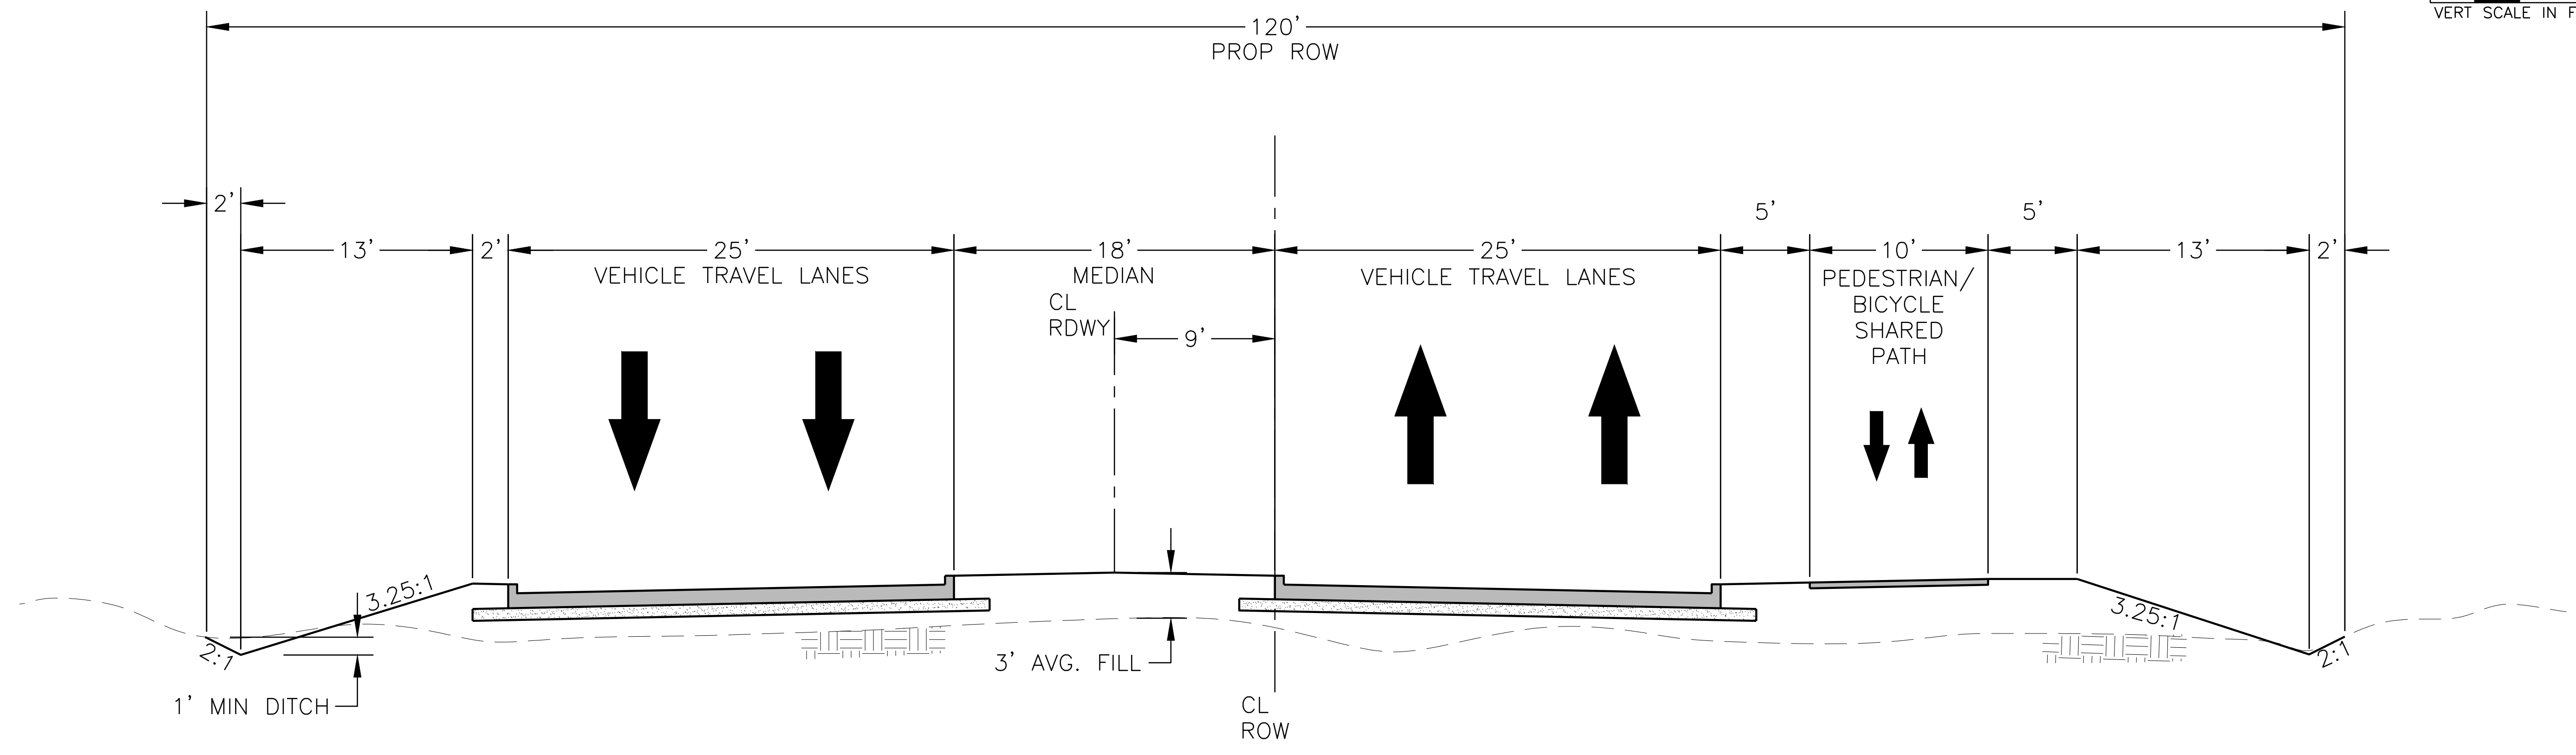 VERT SCALE IN F
120'
PROP ROW
2'
5'
5'
13'
2'
25'
18'
25'
10'
13'
2'
VEHICLE TRAVEL LANES
MEDIAN
VEHICLE TRAVEL LANES
PEDESTRIAN/
BICYCLE
SHARED
PATH
CL
RDWY
9'
3.25:1
3.25:1
2:1
2:1
3' AVG. FILL
1' MIN DITCH
CL
ROW